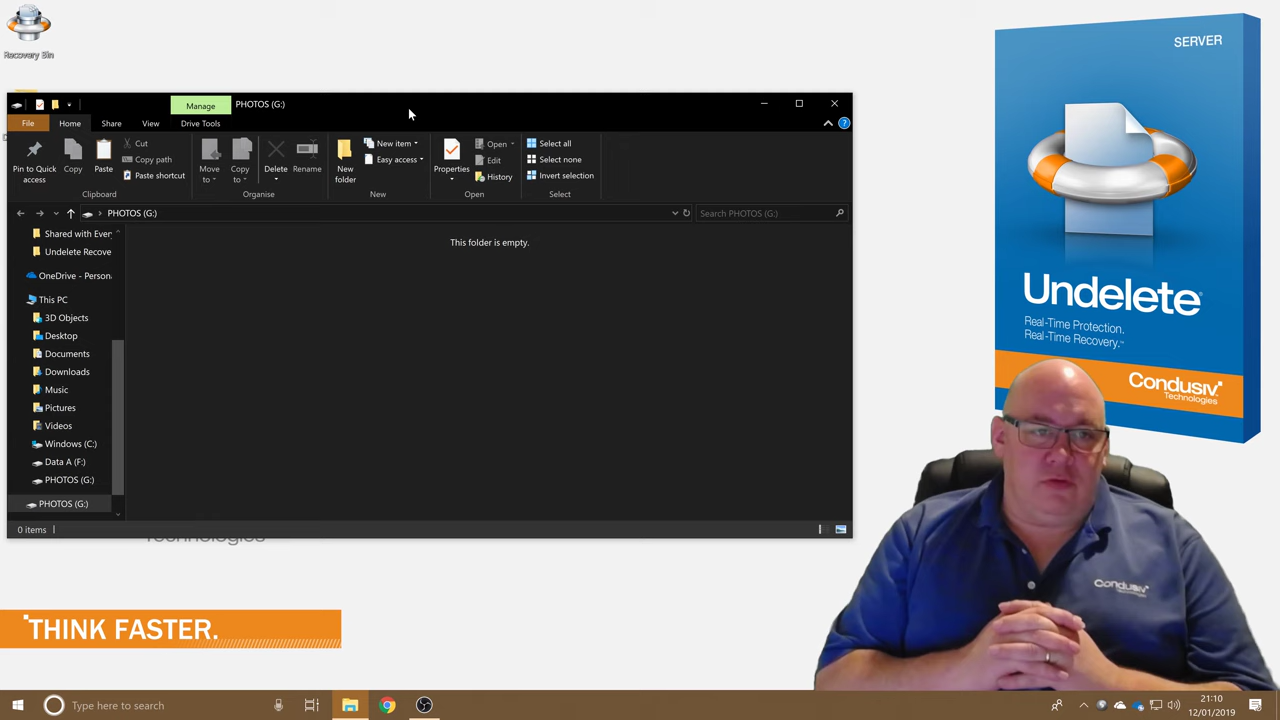 Recovery Bin
Manage
PHOTOS (G:)
File
Home
Share
View
Drive Tools
Pin to Quick access
Copy
Paste
Cut
Copy path
Paste shortcut
Clipboard
Move to
Copy to
Delete
Rename
Organise
New folder
New item
Easy access
New
Properties
Open
Edit
History
Open
Select all
Select none
Invert selection
Select
PHOTOS (G:)
Search PHOTOS (G:)
Shared with Every
Undelete Recove
OneDrive - Person
This PC
3D Objects
Desktop
Documents
Downloads
Music
Pictures
Videos
Windows (C:)
Data A (F:)
PHOTOS (G:)
PHOTOS (G:)
This folder is empty.
0 items
Technologies
THINK FASTER.
SERVER
Undelete®
Real-Time Protection.
Real-Time Recovery.™
Condusiv
Technologies
Condusiv
Technologies
Type here to search
21:10
12/01/2019